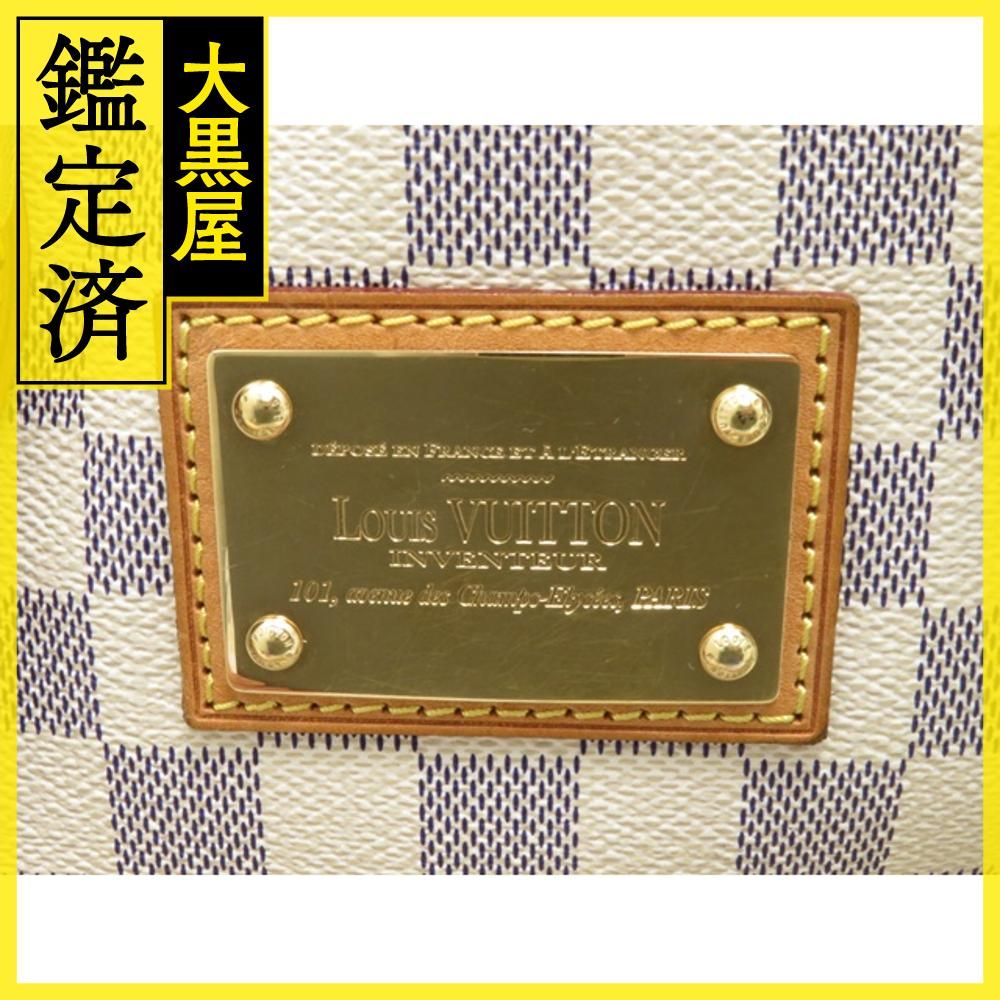 鑑定済
大黒屋
DÉPOSÉ EN FRANCE ET À L'ETRANGER
LOUIS VUITTON
INVENTEUR
101, avenue des Champs-Elysées, PARIS